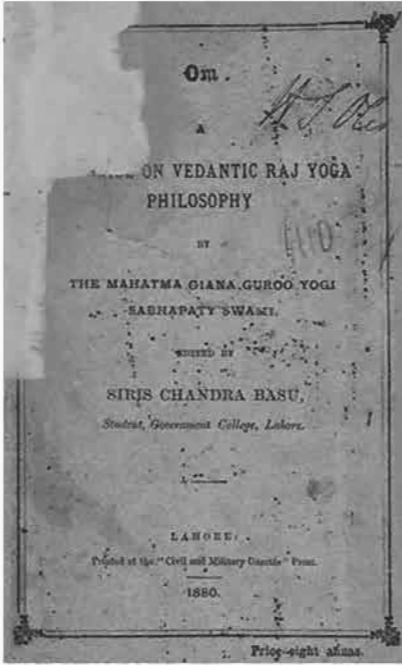 Om.
A
ON VEDANTIC RAJ YOGA
PHILOSOPHY
BY
THE MAHATMA GIANA GUROO YOGI
SABHAPATY SWAMI.
EDITED BY
SIRIS CHANDRA BASU,
Student, Government College, Lahore.
LAHORE:
Printed at the "Civil and Military Gazette" Press.
1880.
Price-eight annas.